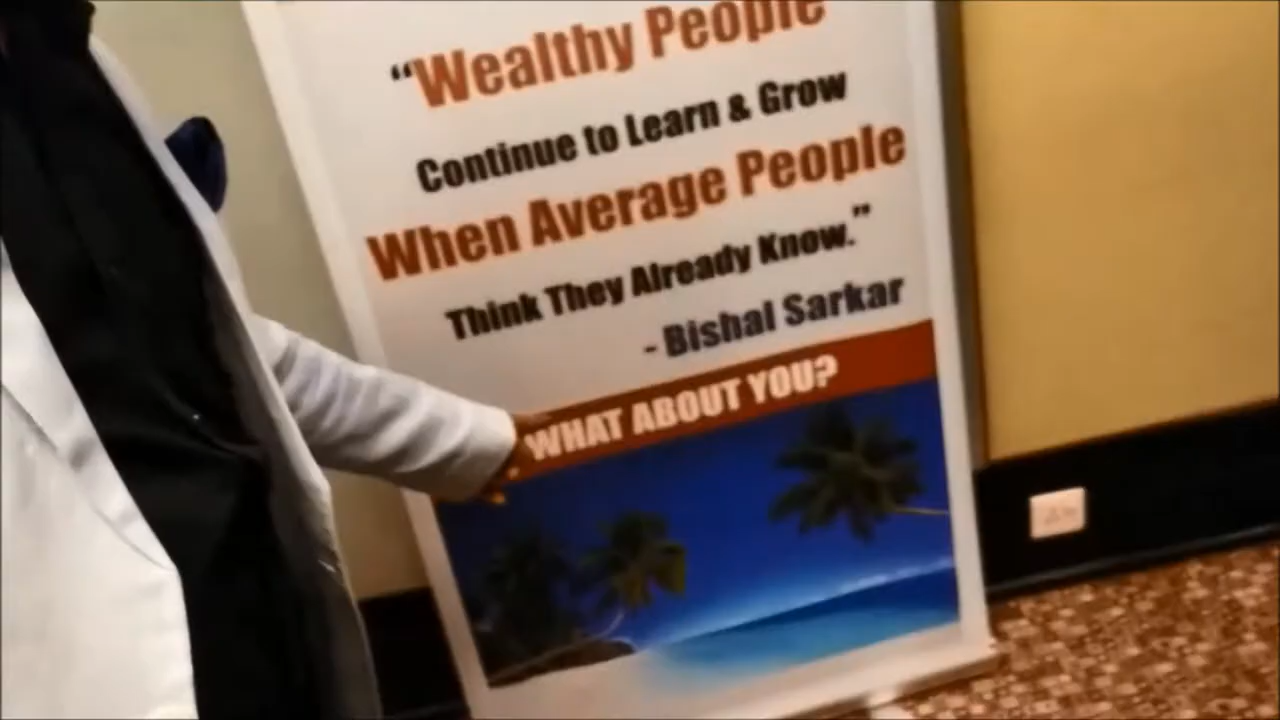 “Wealthy People
Continue to Learn & Grow
When Average People
Think They Already Know.”
- Bishal Sarkar
WHAT ABOUT YOU?